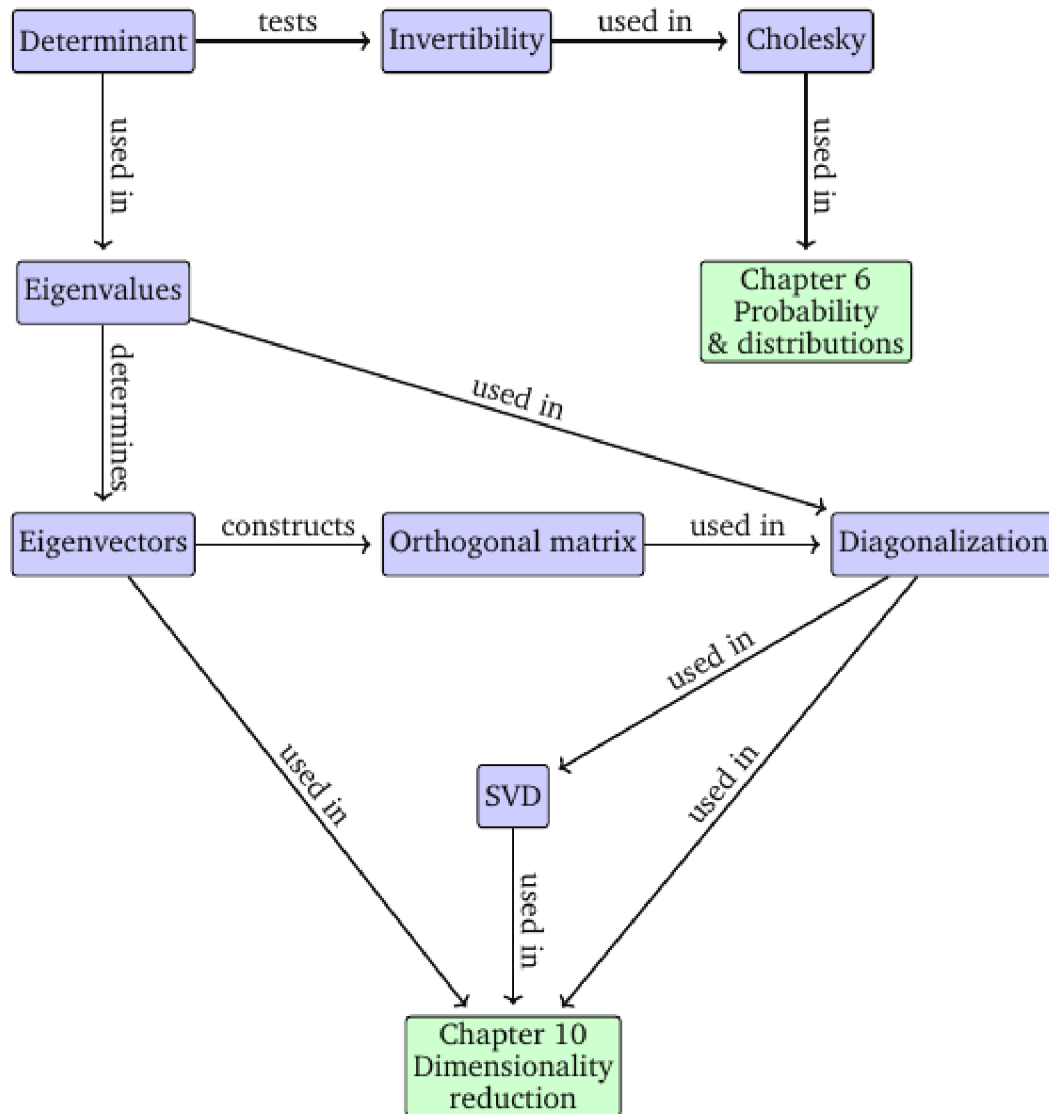 Determinant
tests
Invertibility
used in
Cholesky
used in
used in
Eigenvalues
Chapter 6
Probability
& distributions
determines
used in
Eigenvectors
constructs
Orthogonal matrix
used in
Diagonalization
used in
used in
used in
SVD
used in
Chapter 10
Dimensionality
reduction